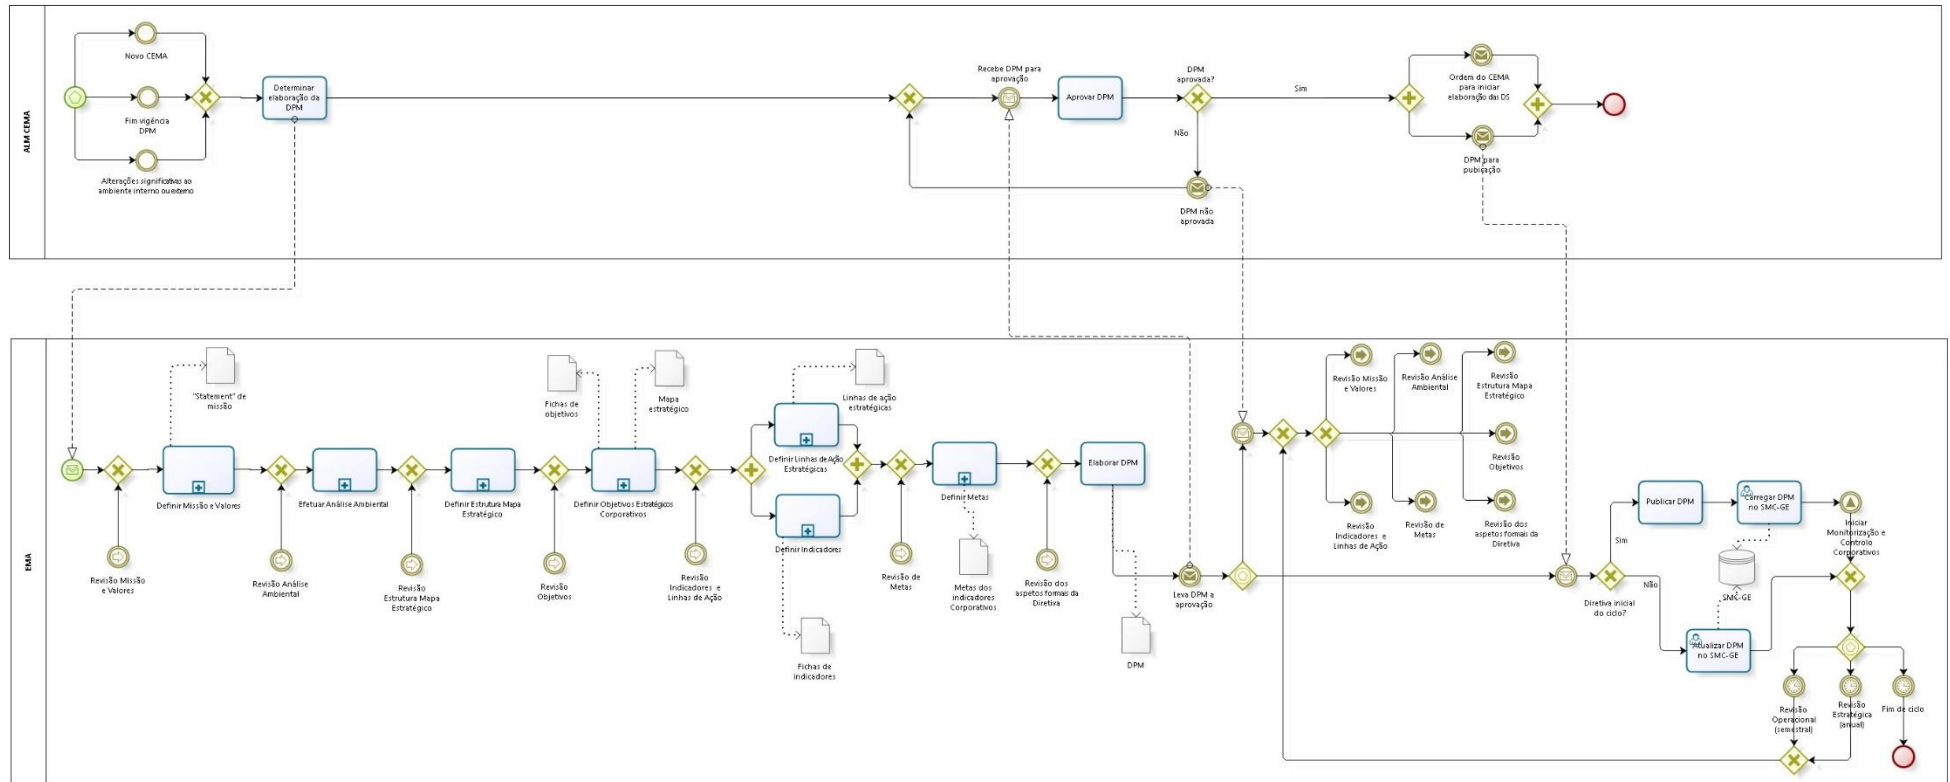 ALM CEMA
Novo CEMA
Fim vigência
DPM
Alterações significativas ao
ambiente interno ou externo
Determinar
elaboração da
DPM
Recebe DPM para
aprovação
Aprovar DPM
DPM
aprovada?
Sim
Não
DPM não
aprovada
Ordem do CEMA
para iniciar
elaboração das DS
DPM para
publicação
EMA
"Statement" de
missão
Definir Missão e Valores
Revisão Missão
e Valores
Efetuar Análise Ambiental
Revisão Análise
Ambiental
Definir Estrutura Mapa
Estratégico
Revisão
Estrutura Mapa
Estratégico
Fichas de
objetivos
Mapa
estratégico
Definir Objetivos Estratégicos
Corporativos
Revisão
Objetivos
Revisão
Indicadores e
Linhas de Ação
Linhas de ação
estratégicas
Definir Linhas de Ação
Estratégicas
Definir Indicadores
Fichas de
indicadores
Revisão de
Metas
Definir Metas
Metas dos
indicadores
Corporativos
Revisão dos
aspetos formais da
Diretiva
Elaborar DPM
DPM
Leva DPM a
aprovação
Revisão Missão
e Valores
Revisão Análise
Ambiental
Revisão
Estrutura Mapa
Estratégico
Revisão
Objetivos
Revisão
Indicadores e
Linhas de Ação
Revisão de
Metas
Revisão dos
aspetos formais da
Diretiva
Diretiva inicial
do ciclo?
Sim
Não
Publicar DPM
Carregar DPM
no SMC-GE
Iniciar
Monitorização e
Controlo
Corporativos
SMC-GE
Atualizar DPM
no SMC-GE
Revisão
Operacional
(semestral)
Revisão
Estratégica
(anual)
Fim de ciclo